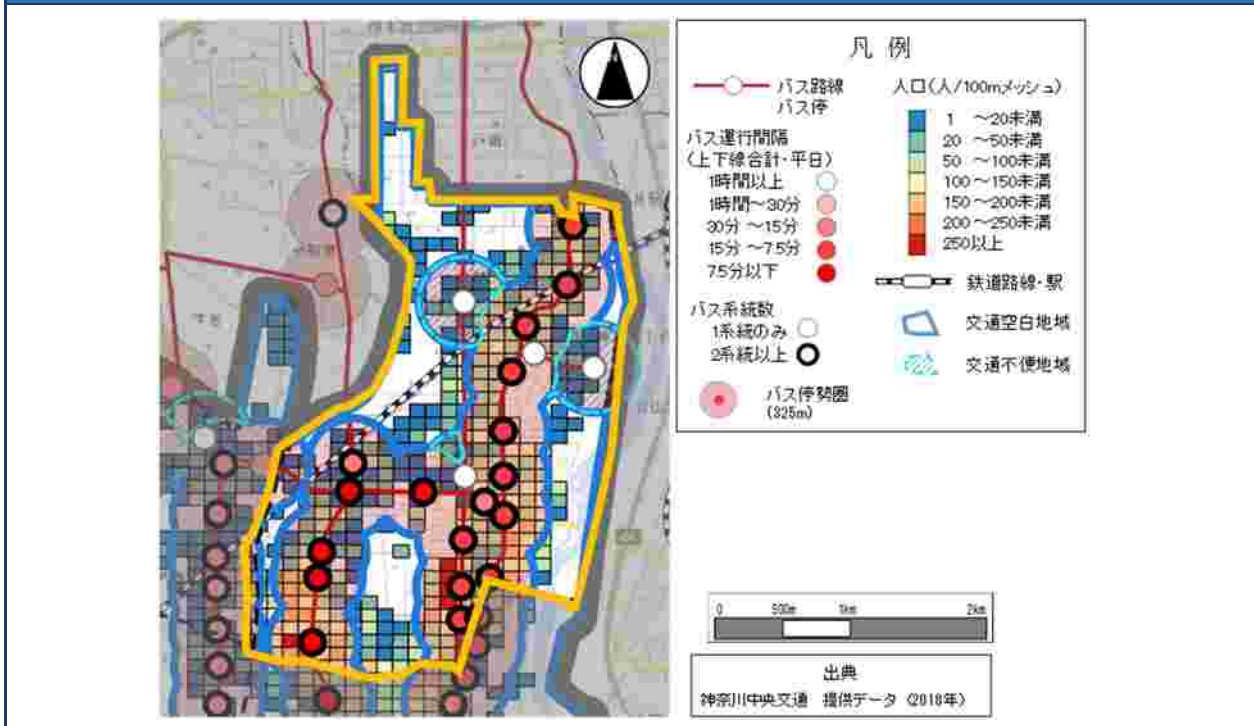 凡 例
バス路線
バス停
バス運行間隔
(上下線合計・平日)
1時間以上
1時間～30分
30分 ～15分
15分 ～7.5分
7.5分以下
バス系統数
1系統のみ
2系統以上
バス停勢圏
(325m)
人口(人/100mメッシュ)
1 ～20未満
20 ～50未満
50 ～100未満
100 ～150未満
150 ～200未満
200 ～250未満
250以上
鉄道路線・駅
交通空白地域
交通不便地域
0 500m 1km 2km
出典
神奈川中央交通 提供データ (2018年)